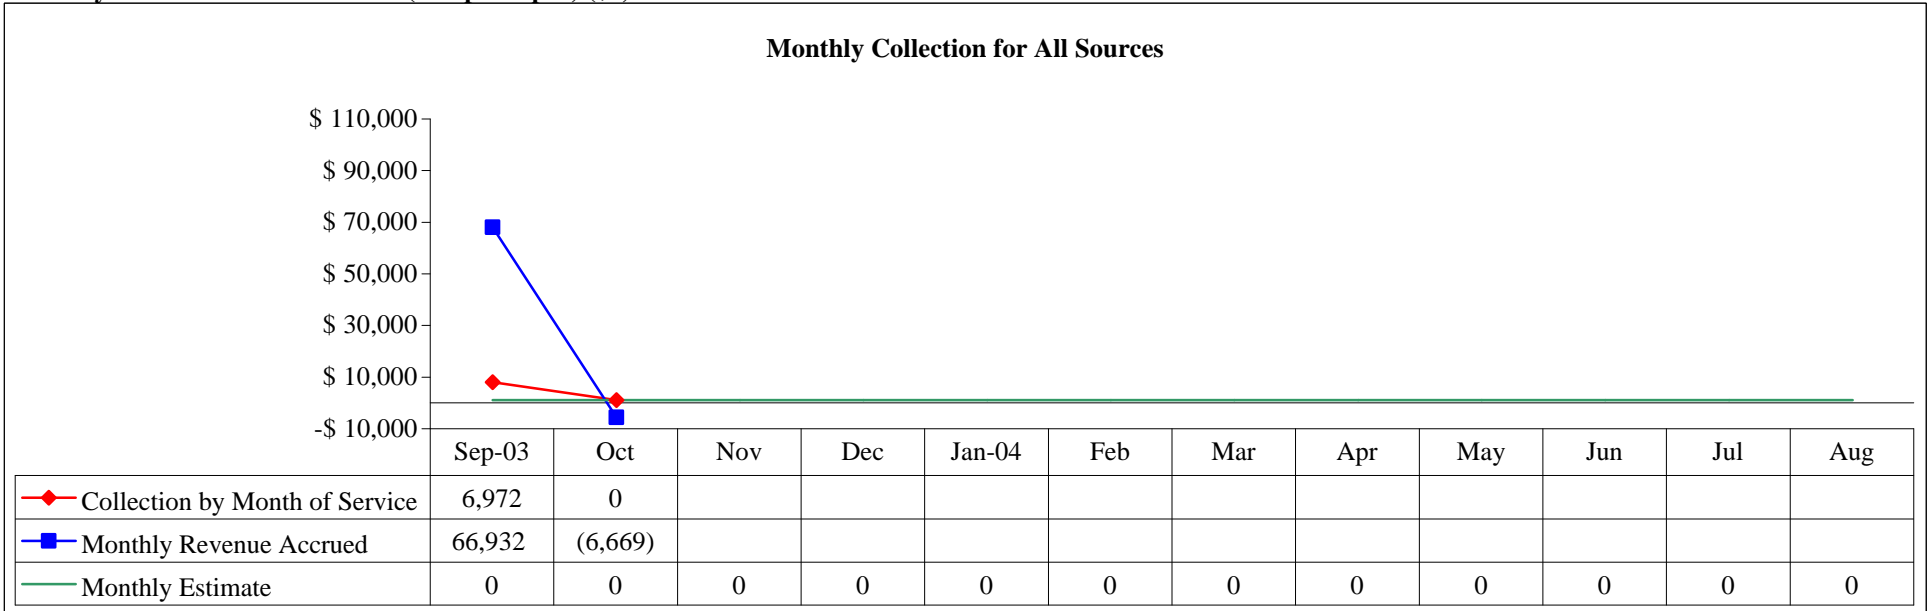 Monthly Collection for All Sources
$ 110,000
$ 90,000
$ 70,000
$ 50,000
$ 30,000
$ 10,000
-$ 10,000
Sep-03 Oct Nov Dec Jan-04 Feb Mar Apr May Jun Jul Aug
Collection by Month of Service 6,972 0
Monthly Revenue Accrued 66,932 (6,669)
Monthly Estimate 0 0 0 0 0 0 0 0 0 0 0 0